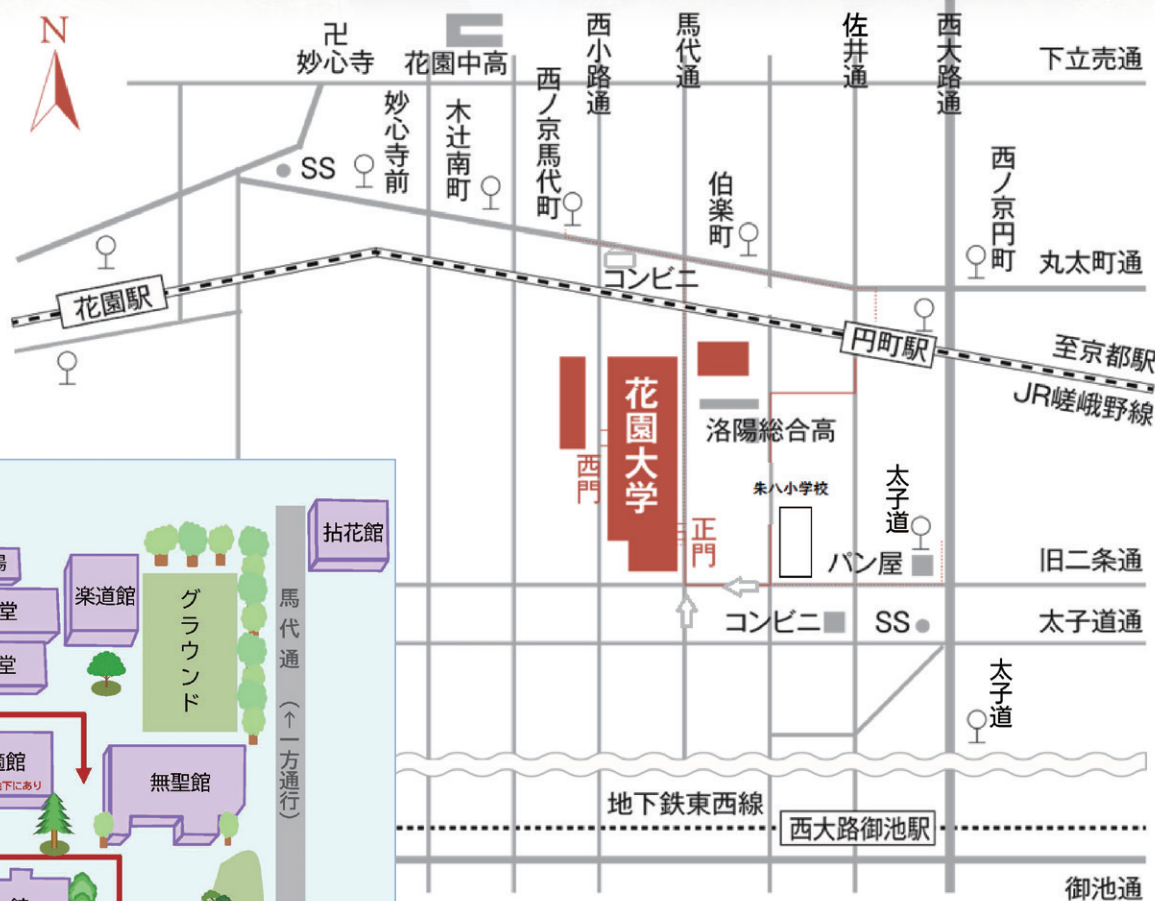 N
卍
妙心寺
花園中高
西小路通
馬代通
佐井通
西大路通
下立売通
SS
妙心寺前
木辻南町
西ノ京馬代町
伯楽町
西ノ京円町
丸太町通
コンビニ
花園駅
円町駅
至京都駅
JR嵯峨野線
花園大学
西門
正門
洛陽総合高
朱八小学校
太子道
パン屋
旧二条通
コンビニ
SS
太子道通
太子道
地下鉄東西線
西大路御池駅
御池通
拈花館
楽道館
グラウンド
馬代通
(↑一方通行)
堂
堂
館
下にあり
無聖館